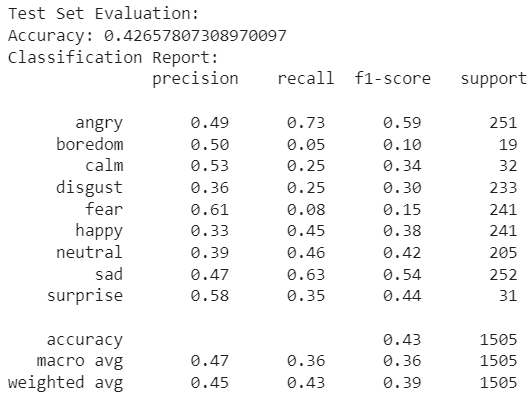 Test Set Evaluation:
Accuracy: 0.42657807308970097
Classification Report:
precision recall f1-score support
angry 0.49 0.73 0.59 251
boredom 0.50 0.05 0.10 19
calm 0.53 0.25 0.34 32
disgust 0.36 0.25 0.30 233
fear 0.61 0.08 0.15 241
happy 0.33 0.45 0.38 241
neutral 0.39 0.46 0.42 205
sad 0.47 0.63 0.54 252
surprise 0.58 0.35 0.44 31
accuracy 0.43 1505
macro avg 0.47 0.36 0.36 1505
weighted avg 0.45 0.43 0.39 1505